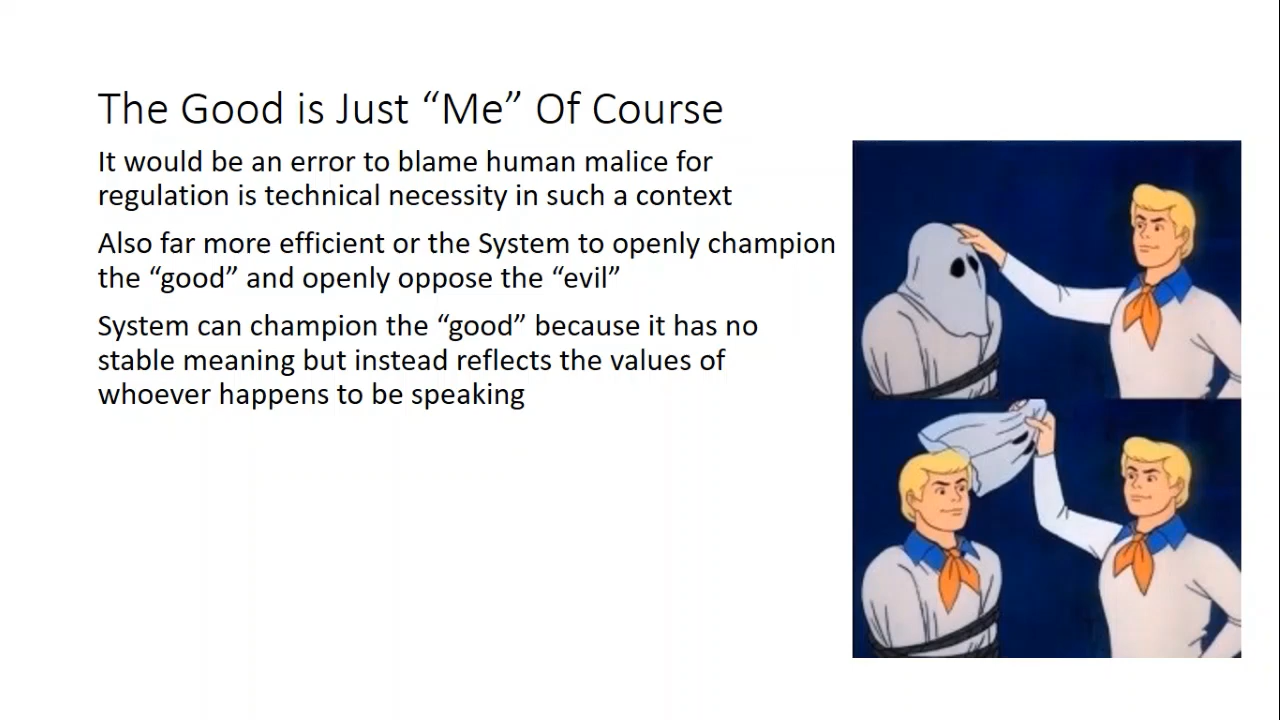 The Good is Just “Me” Of Course
It would be an error to blame human malice for
regulation is technical necessity in such a context
Also far more efficient or the System to openly champion
the “good” and openly oppose the “evil”
System can champion the “good” because it has no
stable meaning but instead reflects the values of
whoever happens to be speaking